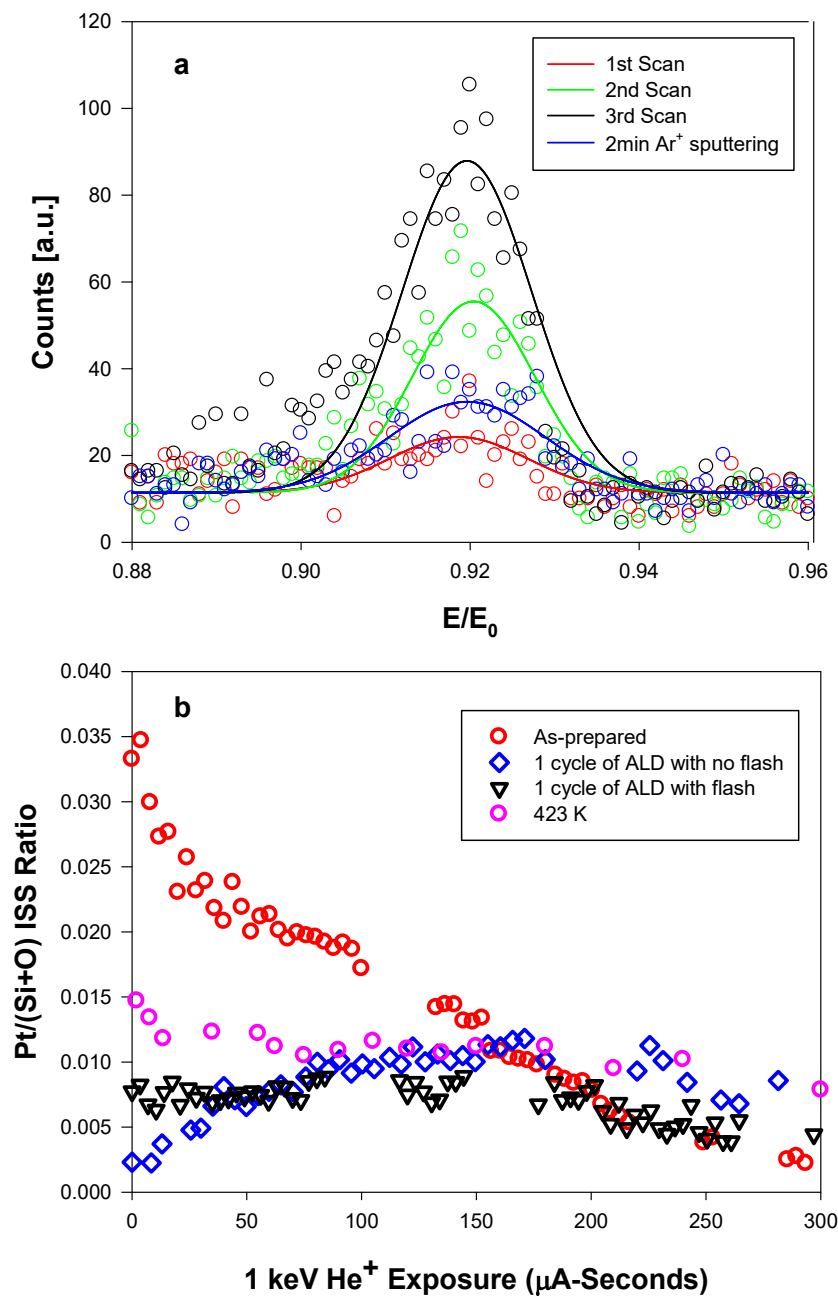 120
a
1st Scan
2nd Scan
3rd Scan
2min Ar⁺ sputtering
100
80
60
40
20
0
Counts [a.u.]
0.88 0.90 0.92 0.94 0.96
E/E₀
0.040
b
As-prepared
1 cycle of ALD with no flash
1 cycle of ALD with flash
423 K
0.035
0.030
0.025
0.020
0.015
0.010
0.005
0.000
Pt/(Si+O) ISS Ratio
0 50 100 150 200 250 300
1 keV He⁺ Exposure (μA-Seconds)